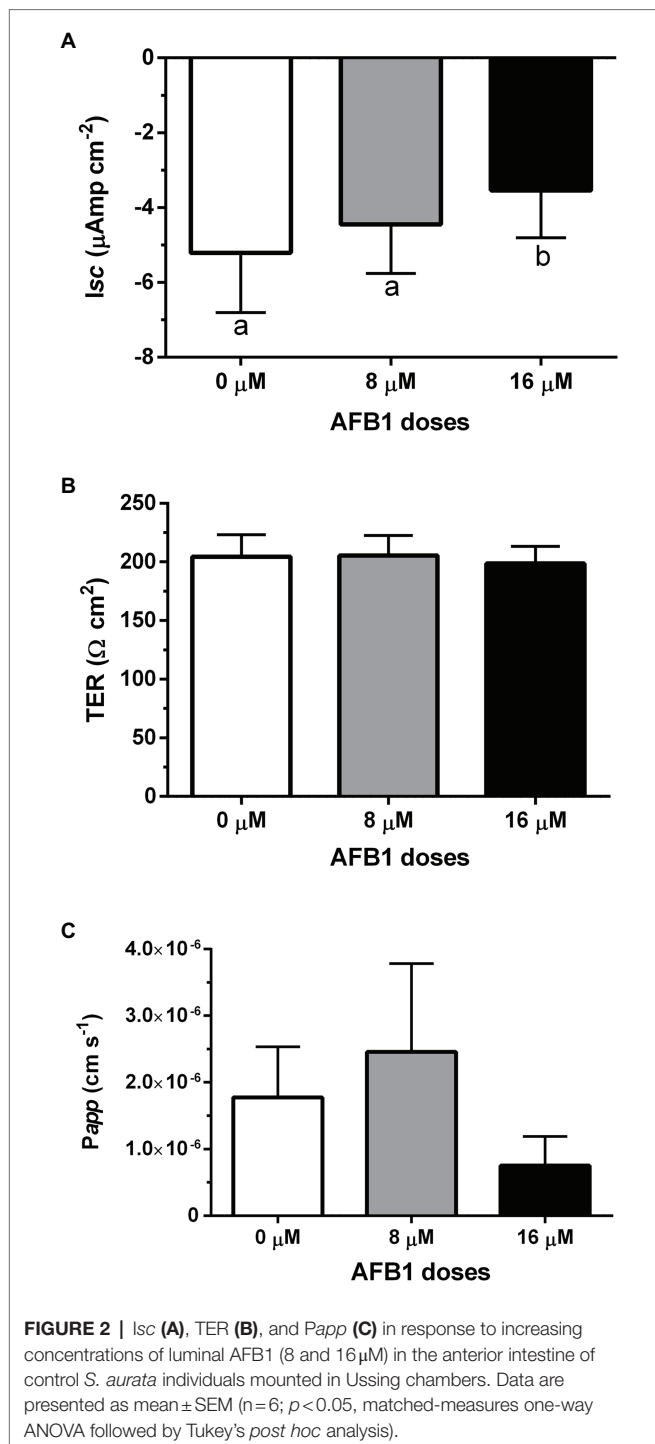 A
0
-2
-4
-6
-8
Isc (μAmp cm-2)
a
a
b
0 μM
8 μM
16 μM
AFB1 doses
B
250
200
150
100
50
0
TER (Ω cm2)
0 μM
8 μM
16 μM
AFB1 doses
C
4.0×10-6
3.0×10-6
2.0×10-6
1.0×10-6
0
Papp (cm s-1)
0 μM
8 μM
16 μM
AFB1 doses
FIGURE 2 | Isc (A), TER (B), and Papp (C) in response to increasing
concentrations of luminal AFB1 (8 and 16 μM) in the anterior intestine of
control S. aurata individuals mounted in Ussing chambers. Data are
presented as mean ± SEM (n = 6; p < 0.05, matched-measures one-way
ANOVA followed by Tukey's post hoc analysis).